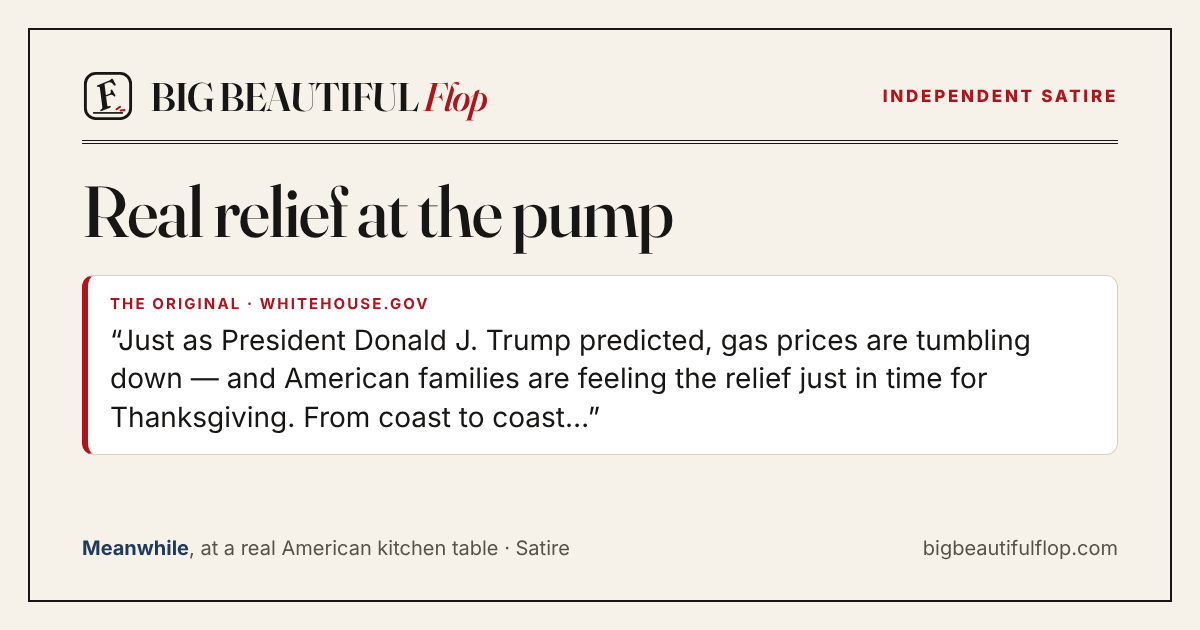 F
BIG BEAUTIFUL Flop
INDEPENDENT SATIRE
Real relief at the pump
THE ORIGINAL · WHITEHOUSE.GOV
“Just as President Donald J. Trump predicted, gas prices are tumbling
down — and American families are feeling the relief just in time for
Thanksgiving. From coast to coast…”
Meanwhile, at a real American kitchen table · Satire
bigbeautifulflop.com